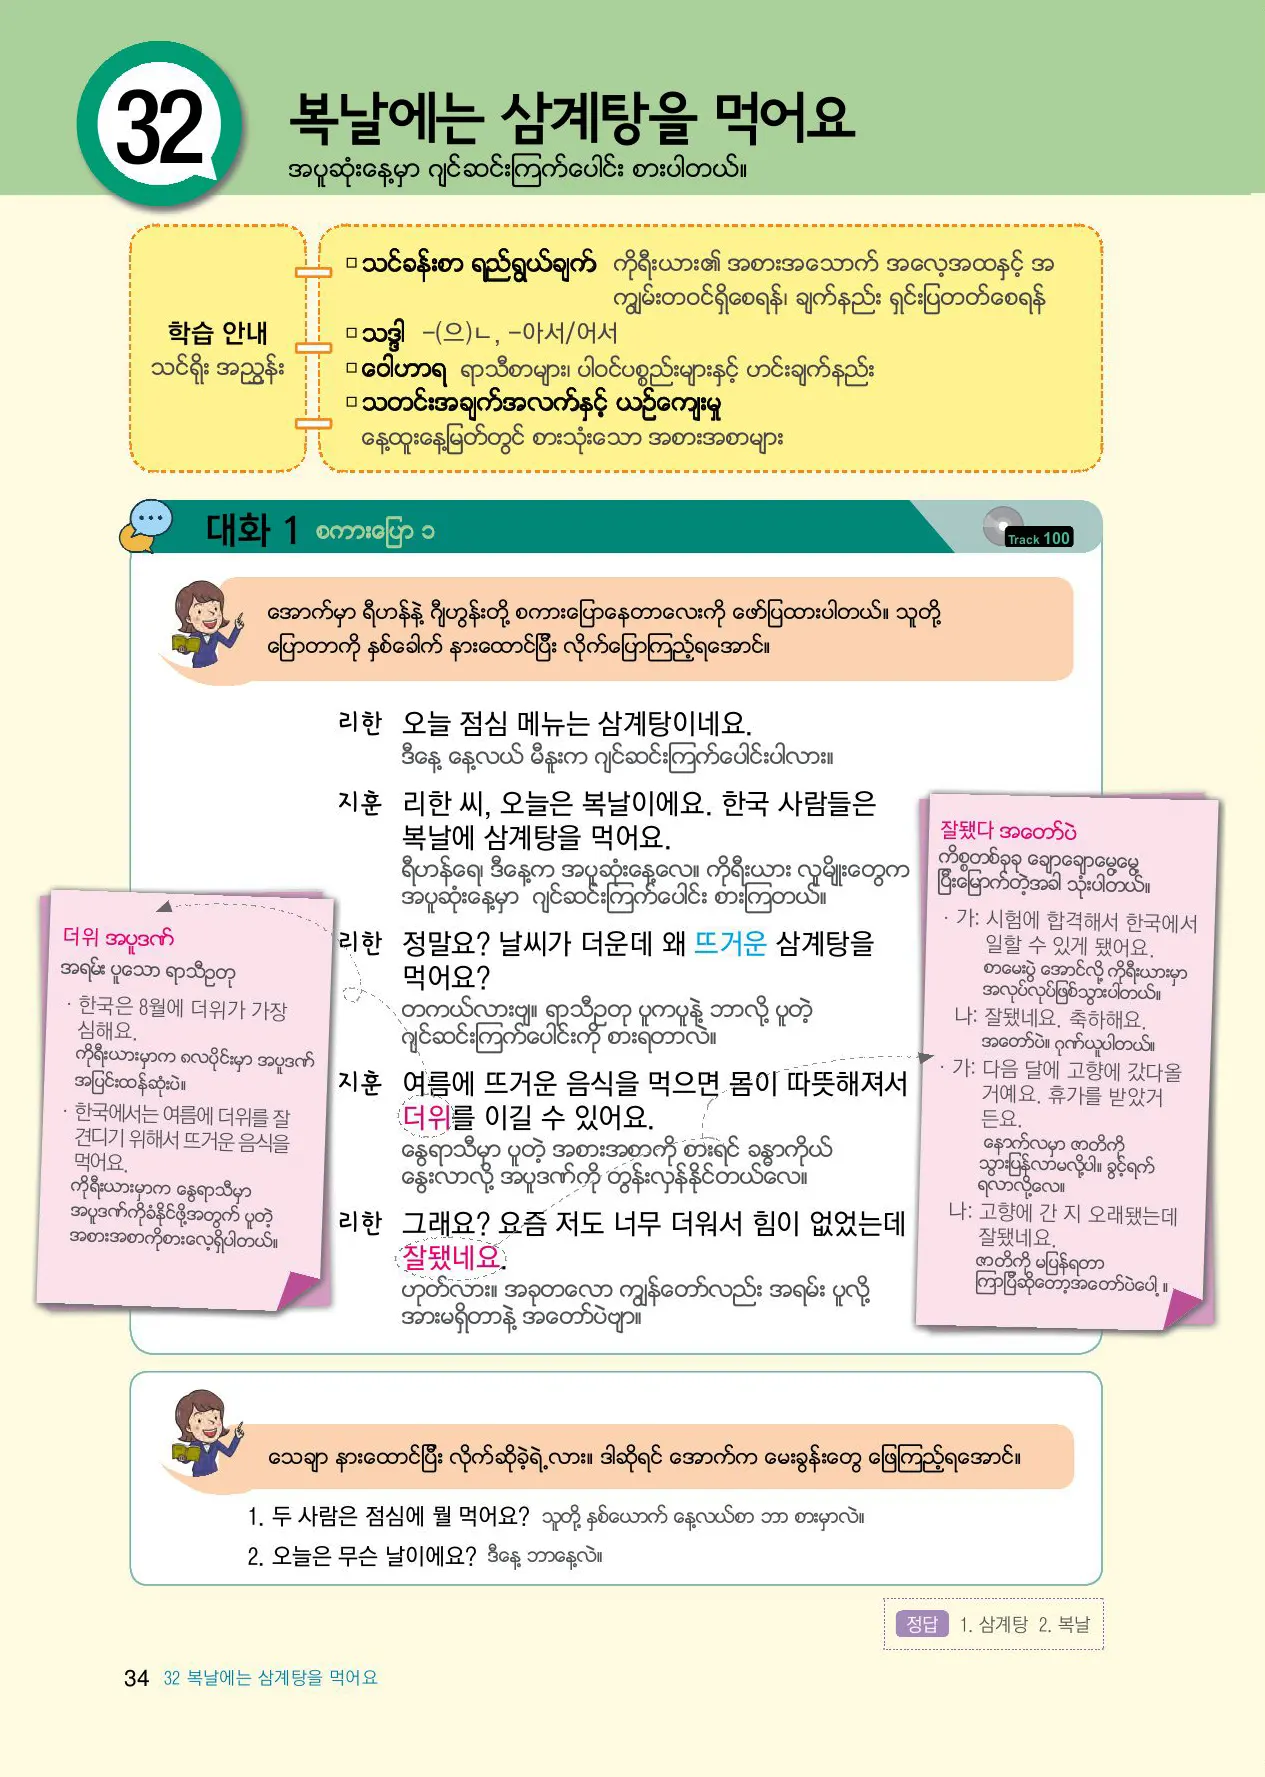 32
복날에는 삼계탕을 먹어요
အပူဆုံးနေ့မှာ ဂျင်ဆင်းကြက်ပေါင်း စားပါတယ်။
학습 안내
သင်ရိုး အညွှန်း
□ သင်ခန်းစာ ရည်ရွယ်ချက် ကိုရီးယား၏ အစားအသောက် အလေ့အထနှင့် အ
ကျွမ်းတဝင်ရှိစေရန်၊ ချက်နည်း ရှင်းပြတတ်စေရန်
□ သဒ္ဒါ -(으)ㄴ, -아서/어서
□ ဝေါဟာရ ရာသီစာများ၊ ပါဝင်ပစ္စည်းများနှင့် ဟင်းချက်နည်း
□ သတင်းအချက်အလက်နှင့် ယဉ်ကျေးမှု
နေ့ထူးနေ့မြတ်တွင် စားသုံးသော အစားအစာများ
대화 1 စကားပြော ၁
Track 100
အောက်မှာ ရီဟန်နဲ့ ဂျီဟွန်းတို့ စကားပြောနေတာလေးကို ဖော်ပြထားပါတယ်။ သူတို့
ပြောတာကို နှစ်ခေါက် နားထောင်ပြီး လိုက်ပြောကြည့်ရအောင်။
리한 오늘 점심 메뉴는 삼계탕이네요.
ဒီနေ့ နေ့လယ် မီနူးက ဂျင်ဆင်းကြက်ပေါင်းပါလား။
지훈 리한 씨, 오늘은 복날이에요. 한국 사람들은
복날에 삼계탕을 먹어요.
ရီဟန်ရေ၊ ဒီနေ့က အပူဆုံးနေ့လေ။ ကိုရီးယား လူမျိုးတွေက
အပူဆုံးနေ့မှာ ဂျင်ဆင်းကြက်ပေါင်း စားကြတယ်။
리한 정말요? 날씨가 더운데 왜 뜨거운 삼계탕을
먹어요?
တကယ်လားဗျ။ ရာသီဥတု ပူကပူနဲ့ ဘာလို့ ပူတဲ့
ဂျင်ဆင်းကြက်ပေါင်းကို စားရတာလဲ။
지훈 여름에 뜨거운 음식을 먹으면 몸이 따뜻해져서
더위를 이길 수 있어요.
နွေရာသီမှာ ပူတဲ့ အစားအစာကို စားရင် ခန္ဓာကိုယ်
နွေးလာလို့ အပူဒဏ်ကို တွန်းလှန်နိုင်တယ်လေ။
리한 그래요? 요즘 저도 너무 더워서 힘이 없었는데
잘됐네요.
ဟုတ်လား။ အခုတလော ကျွန်တော်လည်း အရမ်း ပူလို့
အားမရှိတာနဲ့ အတော်ပဲဗျာ။
더위 အပူဒဏ်
အရမ်း ပူသော ရာသီဥတု
· 한국은 8월에 더위가 가장
심해요.
ကိုရီးယားမှာက ၈လပိုင်းမှာ အပူဒဏ်
အပြင်းထန်ဆုံးပဲ။
· 한국에서는 여름에 더위를 잘
견디기 위해서 뜨거운 음식을
먹어요.
ကိုရီးယားမှာက နွေရာသီမှာ
အပူဒဏ်ကိုခံနိုင်ဖို့အတွက် ပူတဲ့
အစားအစာကိုစားလေ့ရှိပါတယ်။
잘됐다 အတော်ပဲ
ကိစ္စတစ်ခုခု ချောချောမွေ့မွေ့
ပြီးမြောက်တဲ့အခါ သုံးပါတယ်။
· 가: 시험에 합격해서 한국에서
일할 수 있게 됐어요.
စာမေးပွဲ အောင်လို့ ကိုရီးယားမှာ
အလုပ်လုပ်ဖြစ်သွားပါတယ်။
나: 잘됐네요. 축하해요.
အတော်ပဲ။ ဂုဏ်ယူပါတယ်။
· 가: 다음 달에 고향에 갔다올
거예요. 휴가를 받았거
든요.
နောက်လမှာ ဇာတိကို
သွားပြန်လာမလို့ပါ။ ခွင့်ရက်
ရလာလို့လေ။
나: 고향에 간 지 오래됐는데
잘됐네요.
ဇာတိကို မပြန်ရတာ
ကြာပြီဆိုတော့အတော်ပဲပေါ့ ။
သေချာ နားထောင်ပြီး လိုက်ဆိုခဲ့ရဲ့လား။ ဒါဆိုရင် အောက်က မေးခွန်းတွေ ဖြေကြည့်ရအောင်။
1. 두 사람은 점심에 뭘 먹어요? သူတို့ နှစ်ယောက် နေ့လယ်စာ ဘာ စားမှာလဲ။
2. 오늘은 무슨 날이에요? ဒီနေ့ ဘာနေ့လဲ။
정답 1. 삼계탕 2. 복날
34 32 복날에는 삼계탕을 먹어요